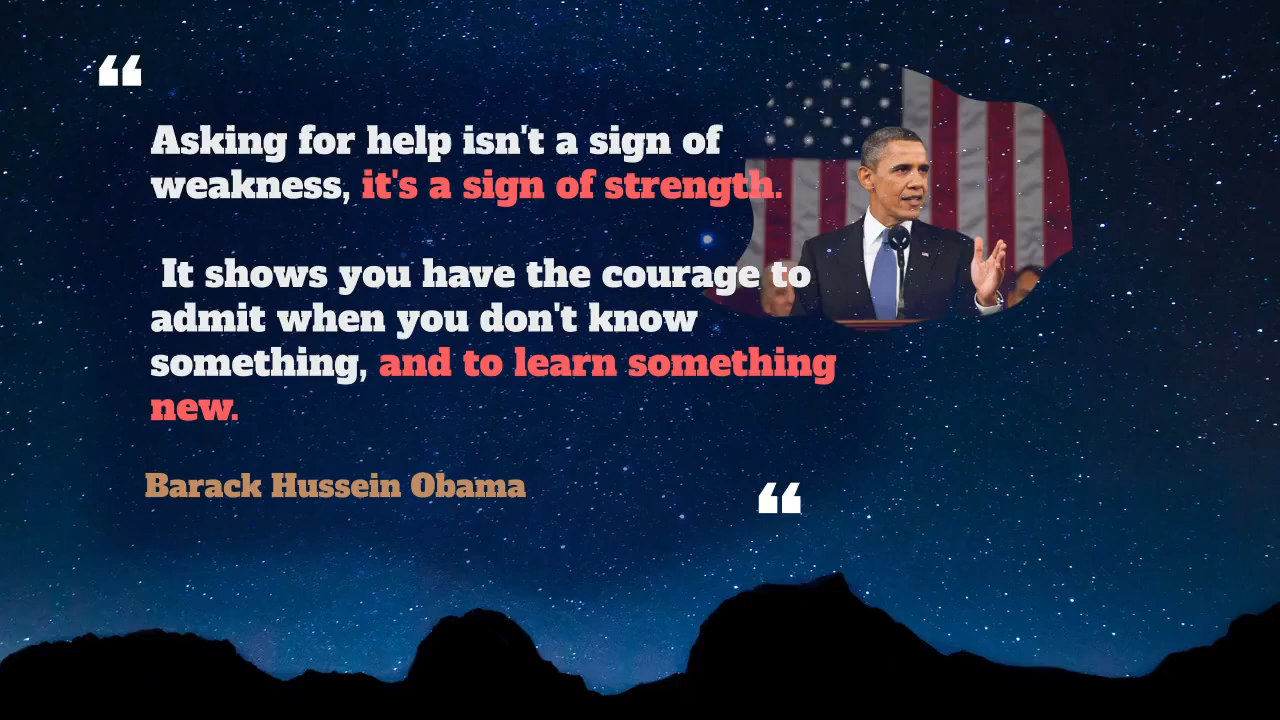 ❝
Asking for help isn't a sign of
weakness, it's a sign of strength.
It shows you have the courage to
admit when you don't know
something, and to learn something
new.
Barack Hussein Obama
❝